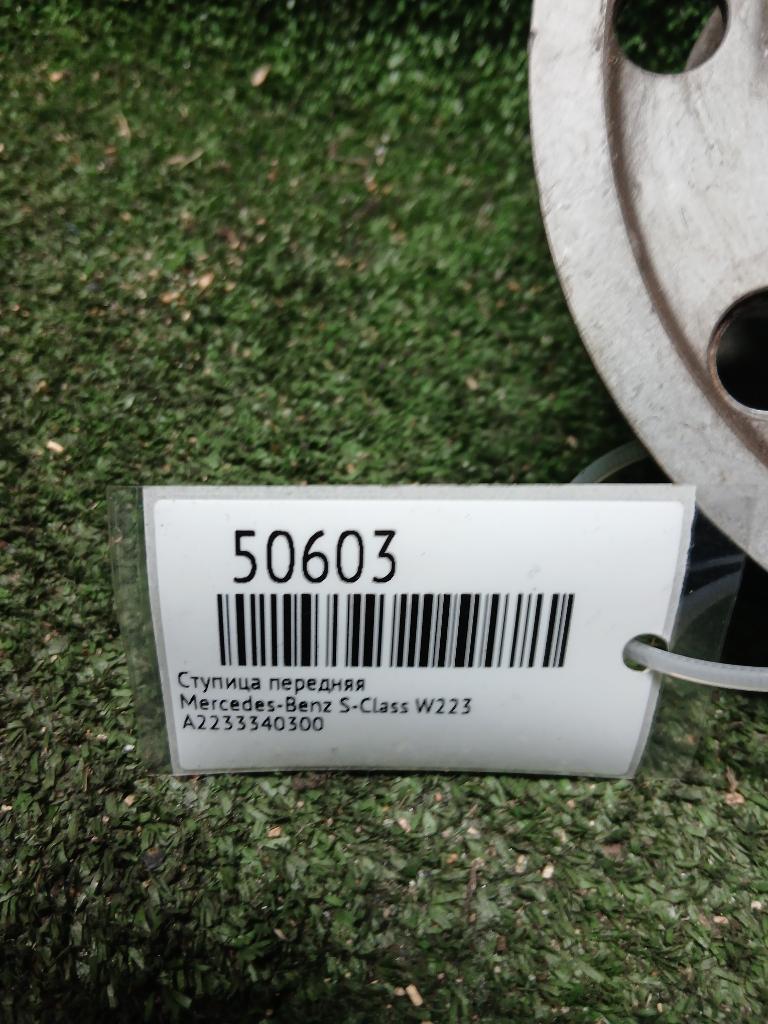 50603
Ступица передняя
Mercedes-Benz S-Class W223
A2233340300